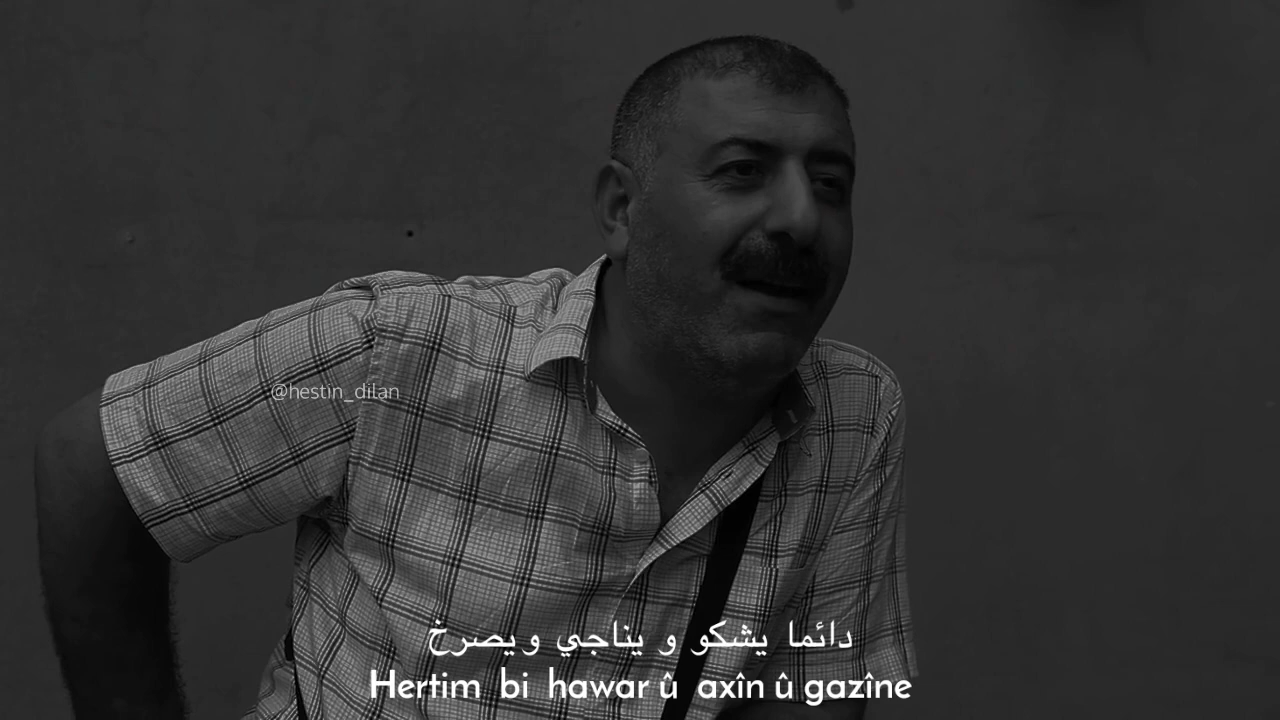 @hestin_dilan
دائما يشكو و يناجي ويصرخ
Hertim bi hawar û axîn û gazîne